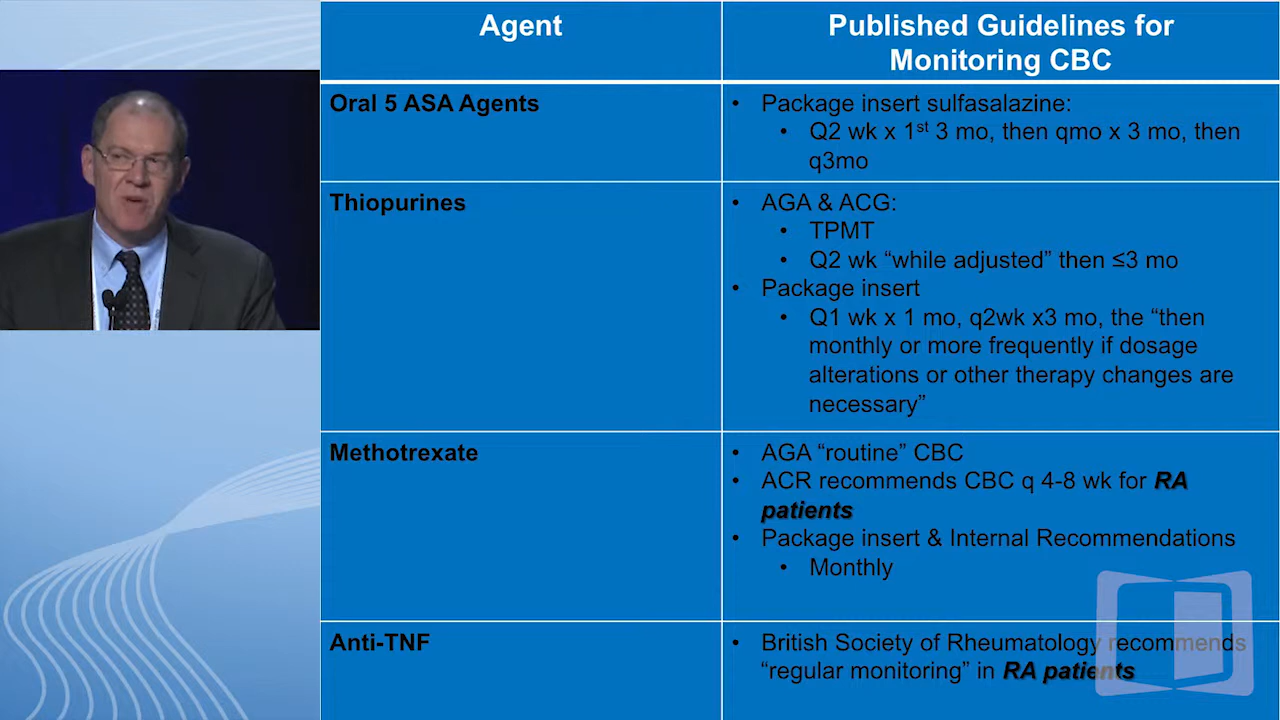 Agent
Published Guidelines for
Monitoring CBC
Oral 5 ASA Agents
• Package insert sulfasalazine:
• Q2 wk x 1st 3 mo, then qmo x 3 mo, then
q3mo
Thiopurines
• AGA & ACG:
• TPMT
• Q2 wk “while adjusted” then ≤3 mo
• Package insert
• Q1 wk x 1 mo, q2wk x3 mo, the “then
monthly or more frequently if dosage
alterations or other therapy changes are
necessary”
Methotrexate
• AGA “routine” CBC
• ACR recommends CBC q 4-8 wk for RA
patients
• Package insert & Internal Recommendations
• Monthly
Anti-TNF
• British Society of Rheumatology recommends
“regular monitoring” in RA patients